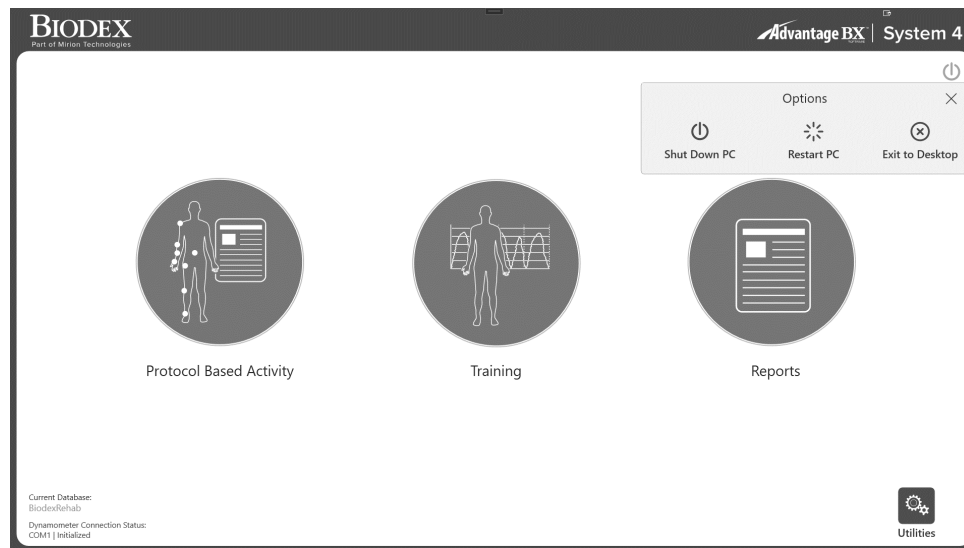 BIODEX
Part of Mirion Technologies
Advantage BX
System 4
Options
Shut Down PC
Restart PC
Exit to Desktop
Protocol Based Activity
Training
Reports
Current Database:
BiodexRehab
Dynamometer Connection Status:
COM1 | Initialized
Utilities